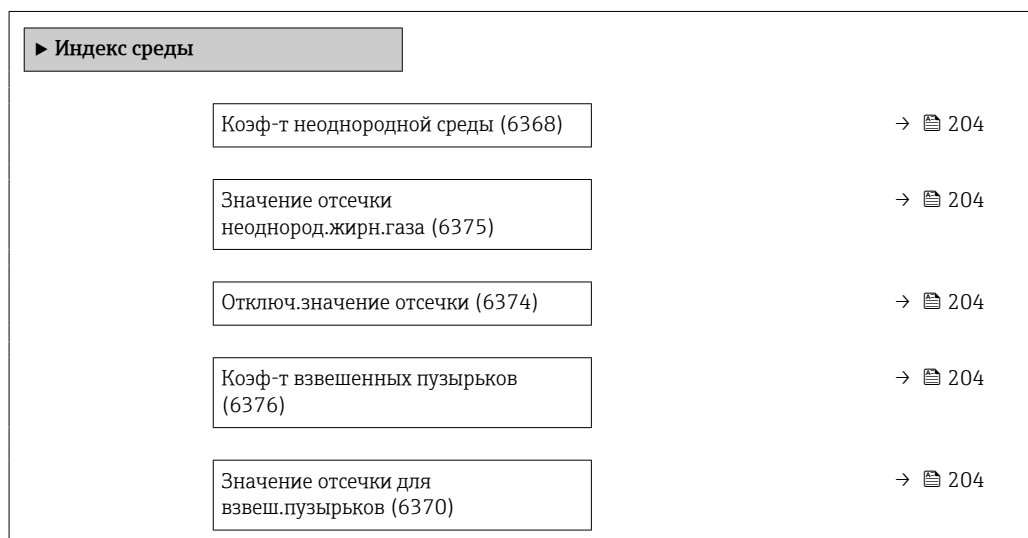 ► Индекс среды
Коэф-т неоднородной среды (6368) → 204
Значение отсечки → 204
неоднород.жирн.газа (6375)
Отключ.значение отсечки (6374) → 204
Коэф-т взвешенных пузырьков → 204
(6376)
Значение отсечки для → 204
взвеш.пузырьков (6370)